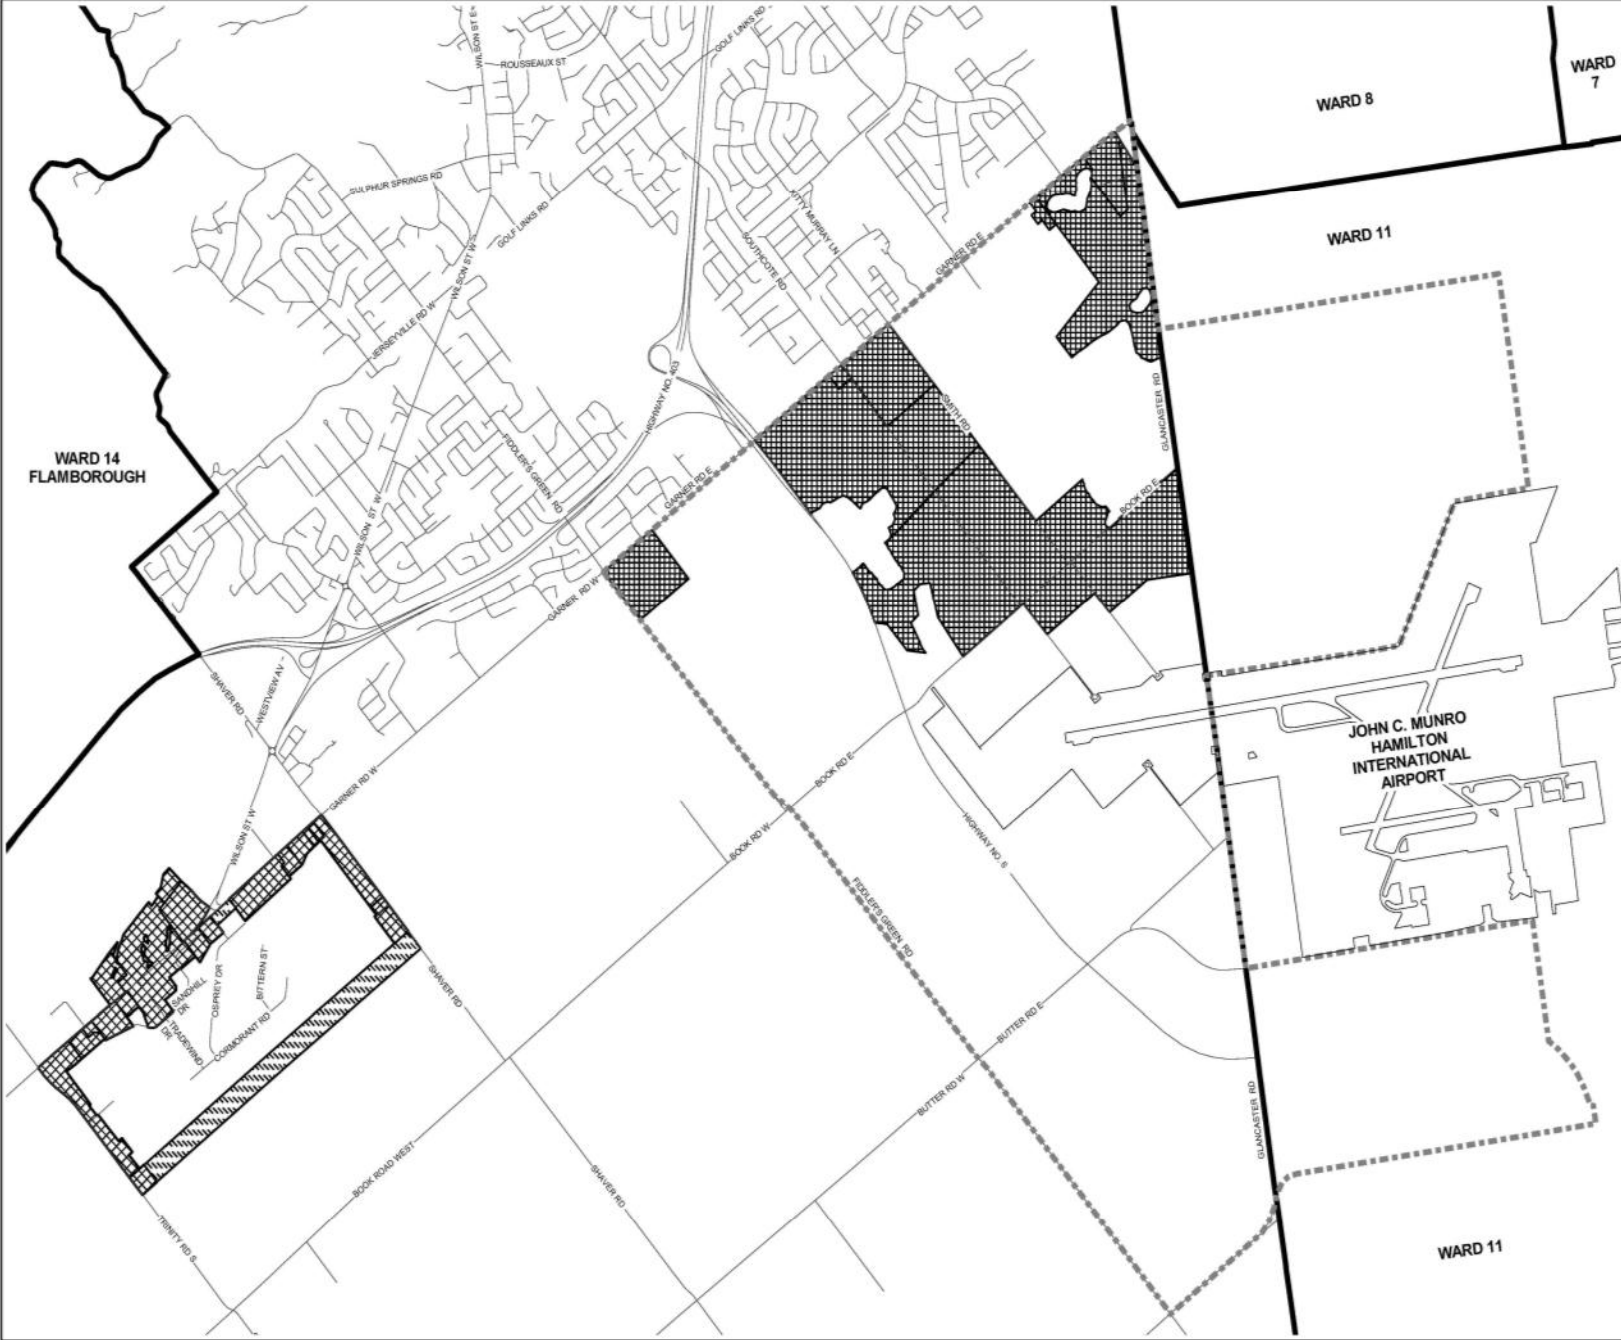 WILSON ST E
ROUSSEAUX ST
GOLF LINKS RD
WARD 8
WARD
7
SULPHUR SPRINGS RD
GOLF LINKS RD
WILSON ST W
KITTY MURRAY LN
SOUTHCOTE RD
GARNER RD E
WARD 11
JERSEYVILLE RD W
HIGHWAY NO. 403
SMITH RD
GLANCASTER RD
WARD 14
FLAMBOROUGH
FIDDLER'S GREEN RD
GARNER RD E
BOOK RD E
WILSON ST W
GARNER RD W
SHAVER RD
WESTVIEW AV
JOHN C. MUNRO
HAMILTON
INTERNATIONAL
AIRPORT
GARNER RD W
BOOK RD E
WILSON ST W
BOOK RD W
HIGHWAY NO. 6
FIDDLER'S GREEN RD
SANDHILL
DR
OSPREY DR
BITTERN ST
SHAVER RD
TRADEWIND
DR
CORMORANT RD
BUTTER RD E
BUTTER RD W
GLANCASTER RD
BOOK ROAD WEST
SHAVER RD
TRINITY RD S
WARD 11